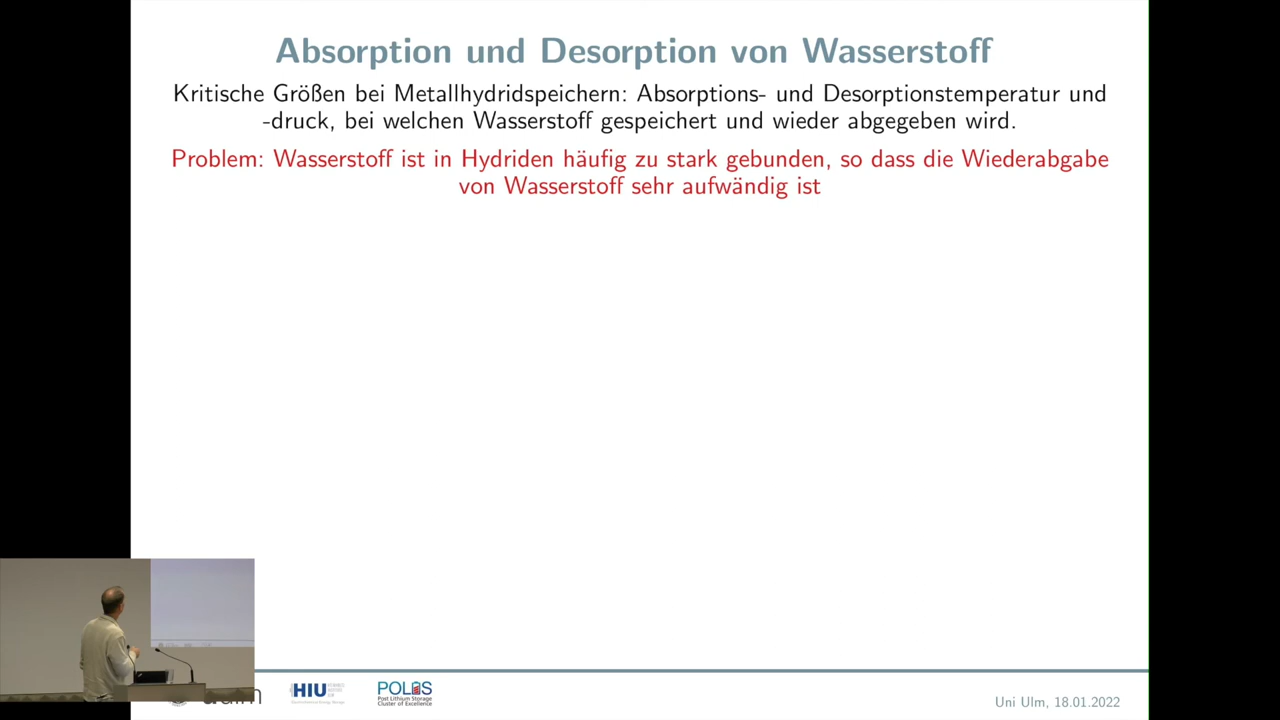 Absorption und Desorption von Wasserstoff
Kritische Größen bei Metallhydridspeichern: Absorptions- und Desorptionstemperatur und
-druck, bei welchen Wasserstoff gespeichert und wieder abgegeben wird.
Problem: Wasserstoff ist in Hydriden häufig zu stark gebunden, so dass die Wiederabgabe
von Wasserstoff sehr aufwändig ist
HIU
POLiS
Post Lithium Storage
Cluster of Excellence
Uni Ulm, 18.01.2022